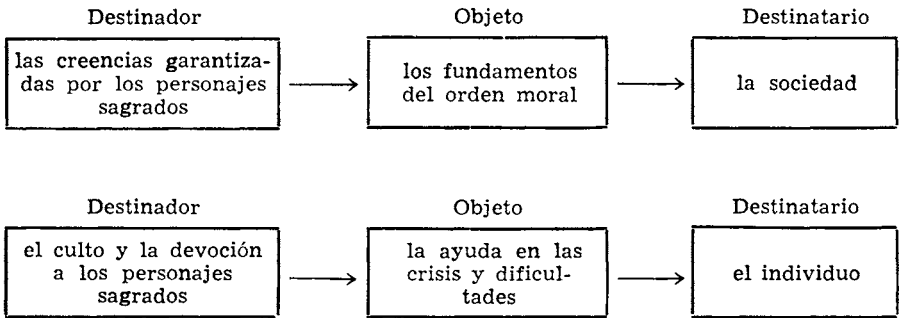 Destinador
las creencias garantiza-
das por los personajes
sagrados
Objeto
los fundamentos
del orden moral
Destinatario
la sociedad
Destinador
el culto y la devoción
a los personajes
sagrados
Objeto
la ayuda en las
crisis y dificul-
tades
Destinatario
el individuo